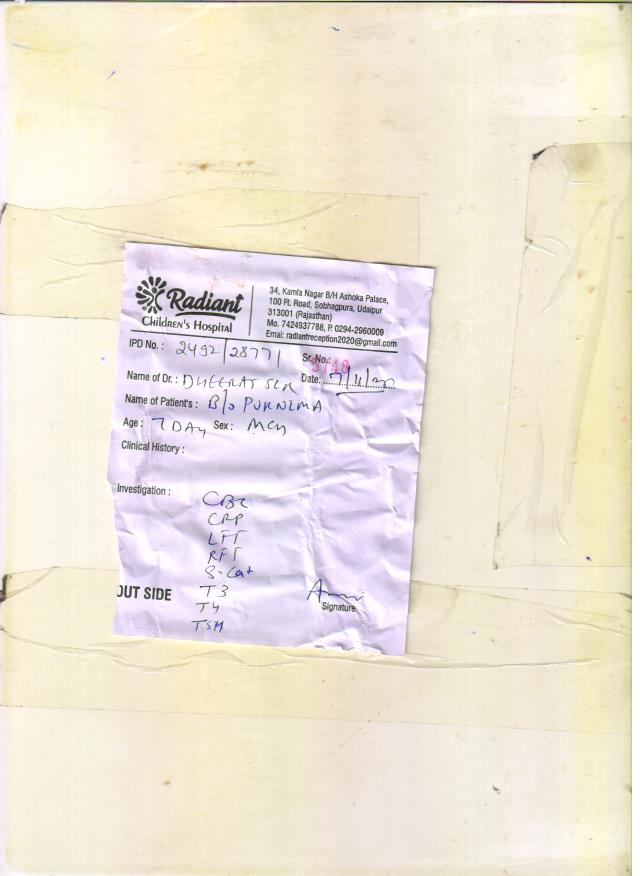 Radiant
Children's Hospital
34, Kamla Nagar B/H Ashoka Palace,
100 Ft. Road, Sobhagpura, Udaipur
313001 (Rajasthan)
Mo. 7424937788, P. 0294-2960009
Emai: radiantreception2020@gmail.com
IPD No.: 2492/28771
Sr. No.:
Name of Dr.: DHEERAJ SIR Date:
Name of Patient's: B/o PURNIMA
Age: 7 DAY Sex: MCH
Clinical History:
Investigation:
CBC
CRP
LFT
RFT
T3
OUT SIDE
Signature
T4
TSH